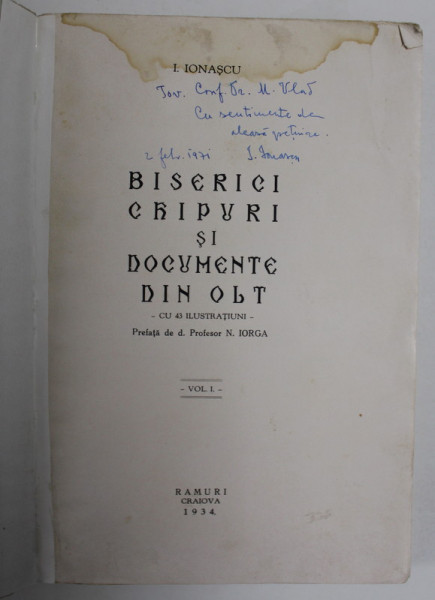 I. IONAȘCU
Tov. Conf. Dr. M. Vlad
Cu sentimente de
aleasă prețuire.
2 febr. 1971 I. Ionașcu
BISERICI
CHIPURI
ȘI
DOCUMENTE
DIN OLT
- CU 43 ILUSTRAȚIUNI -
Prefață de d. Profesor N. IORGA
- VOL. I. -
RAMURI
CRAIOVA
1934.